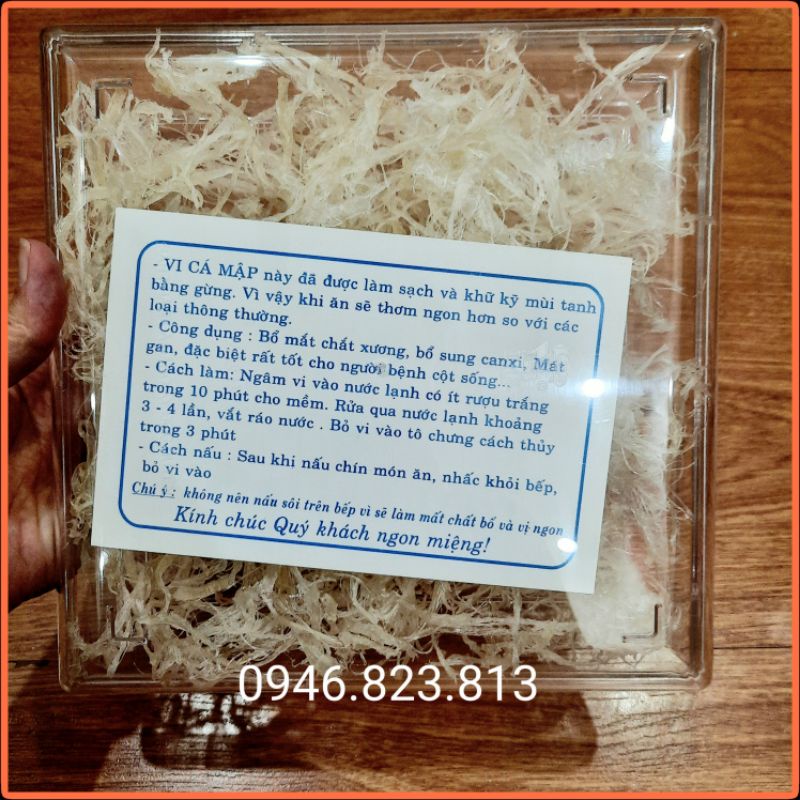 - VI CÁ MẬP này đã được làm sạch và khữ kỹ mùi tanh
bằng gừng. Vì vậy khi ăn sẽ thơm ngon hơn so với các
loại thông thường.
- Công dụng : Bổ mắt chắt xương, bổ sung canxi, Mát
gan, đặc biệt rất tốt cho người bệnh cột sống...
- Cách làm: Ngâm vi vào nước lạnh có ít rượu trắng
trong 10 phút cho mềm. Rửa qua nước lạnh khoảng
3 - 4 lần, vắt ráo nước . Bỏ vi vào tô chưng cách thủy
trong 3 phút
- Cách nấu : Sau khi nấu chín món ăn, nhấc khỏi bếp,
bỏ vi vào
Chú ý : không nên nấu sôi trên bếp vì sẽ làm mất chất bổ và vị ngon
Kính chúc Quý khách ngon miệng!
0946.823.813